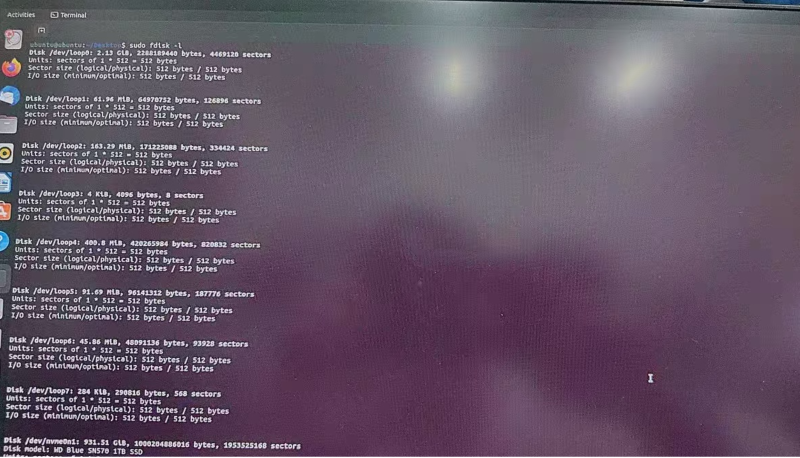 Activities
Terminal
ubuntu@ubuntu:~/Desktop$ sudo fdisk -l
Disk /dev/loop0: 2.13 GiB, 2288189440 bytes, 4469120 sectors
Units: sectors of 1 * 512 = 512 bytes
Sector size (logical/physical): 512 bytes / 512 bytes
I/O size (minimum/optimal): 512 bytes / 512 bytes
Disk /dev/loop1: 61.96 MiB, 64970752 bytes, 126896 sectors
Units: sectors of 1 * 512 = 512 bytes
Sector size (logical/physical): 512 bytes / 512 bytes
I/O size (minimum/optimal): 512 bytes / 512 bytes
Disk /dev/loop2: 163.29 MiB, 171225088 bytes, 334424 sectors
Units: sectors of 1 * 512 = 512 bytes
Sector size (logical/physical): 512 bytes / 512 bytes
I/O size (minimum/optimal): 512 bytes / 512 bytes
Disk /dev/loop3: 4 KiB, 4096 bytes, 8 sectors
Units: sectors of 1 * 512 = 512 bytes
Sector size (logical/physical): 512 bytes / 512 bytes
I/O size (minimum/optimal): 512 bytes / 512 bytes
Disk /dev/loop4: 400.8 MiB, 420265984 bytes, 820832 sectors
Units: sectors of 1 * 512 = 512 bytes
Sector size (logical/physical): 512 bytes / 512 bytes
I/O size (minimum/optimal): 512 bytes / 512 bytes
Disk /dev/loop5: 91.69 MiB, 96141312 bytes, 187776 sectors
Units: sectors of 1 * 512 = 512 bytes
Sector size (logical/physical): 512 bytes / 512 bytes
I/O size (minimum/optimal): 512 bytes / 512 bytes
Disk /dev/loop6: 45.86 MiB, 48091136 bytes, 93928 sectors
Units: sectors of 1 * 512 = 512 bytes
Sector size (logical/physical): 512 bytes / 512 bytes
I/O size (minimum/optimal): 512 bytes / 512 bytes
Disk /dev/loop7: 284 KiB, 290816 bytes, 568 sectors
Units: sectors of 1 * 512 = 512 bytes
Sector size (logical/physical): 512 bytes / 512 bytes
I/O size (minimum/optimal): 512 bytes / 512 bytes
Disk /dev/nvme0n1: 931.51 GiB, 1000204886016 bytes, 1953525168 sectors
Disk model: WD Blue SN570 1TB SSD